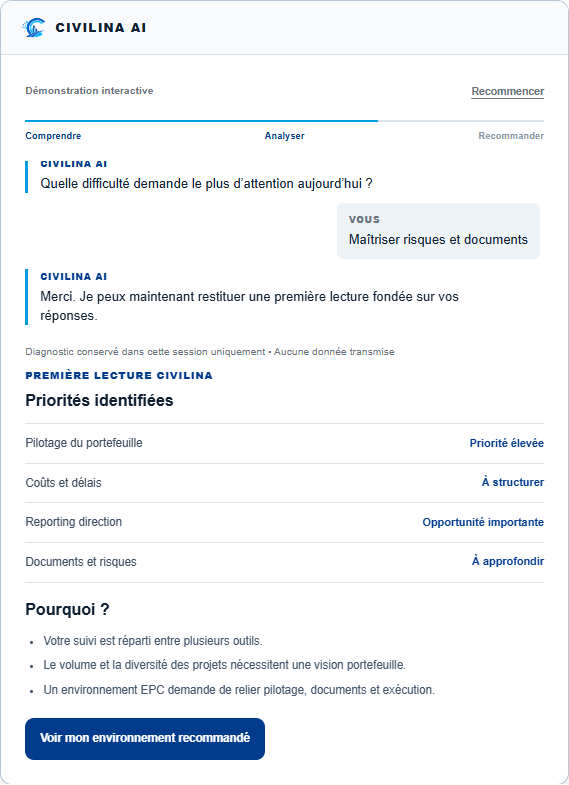 CIVILINA AI
Démonstration interactive
Recommencer
Comprendre
Analyser
Recommander
CIVILINA AI
Quelle difficulté demande le plus d’attention aujourd’hui ?
VOUS
Maîtriser risques et documents
CIVILINA AI
Merci. Je peux maintenant restituer une première lecture fondée sur vos
réponses.
Diagnostic conservé dans cette session uniquement • Aucune donnée transmise
PREMIÈRE LECTURE CIVILINA
Priorités identifiées
Pilotage du portefeuille
Priorité élevée
Coûts et délais
À structurer
Reporting direction
Opportunité importante
Documents et risques
À approfondir
Pourquoi ?
• Votre suivi est réparti entre plusieurs outils.
• Le volume et la diversité des projets nécessitent une vision portefeuille.
• Un environnement EPC demande de relier pilotage, documents et exécution.
Voir mon environnement recommandé